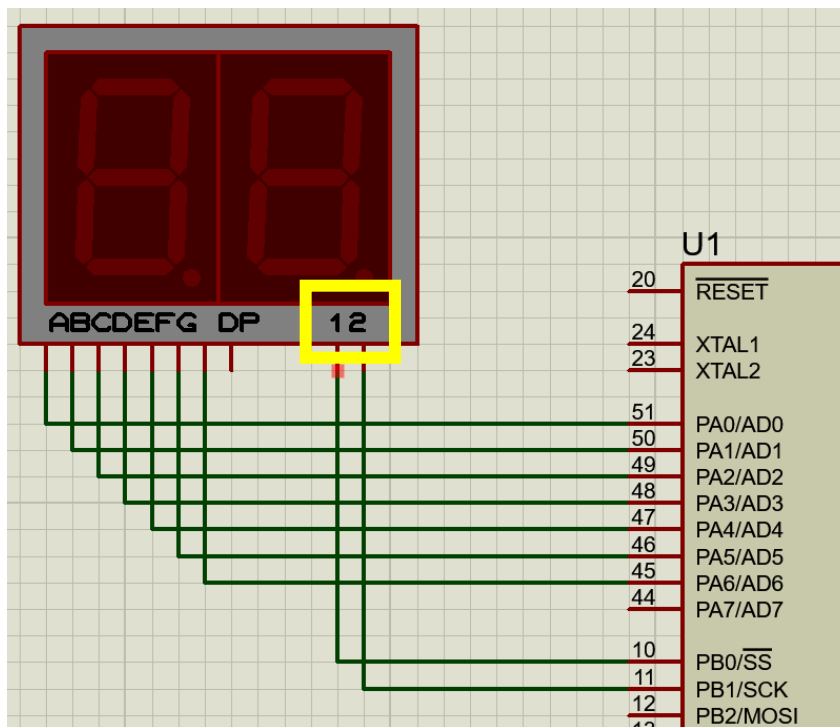 ABCDEFG DP 12
U1
20 RESET
24 XTAL1
23 XTAL2
51 PA0/AD0
50 PA1/AD1
49 PA2/AD2
48 PA3/AD3
47 PA4/AD4
46 PA5/AD5
45 PA6/AD6
44 PA7/AD7
10 PB0/SS
11 PB1/SCK
12 PB2/MOSI